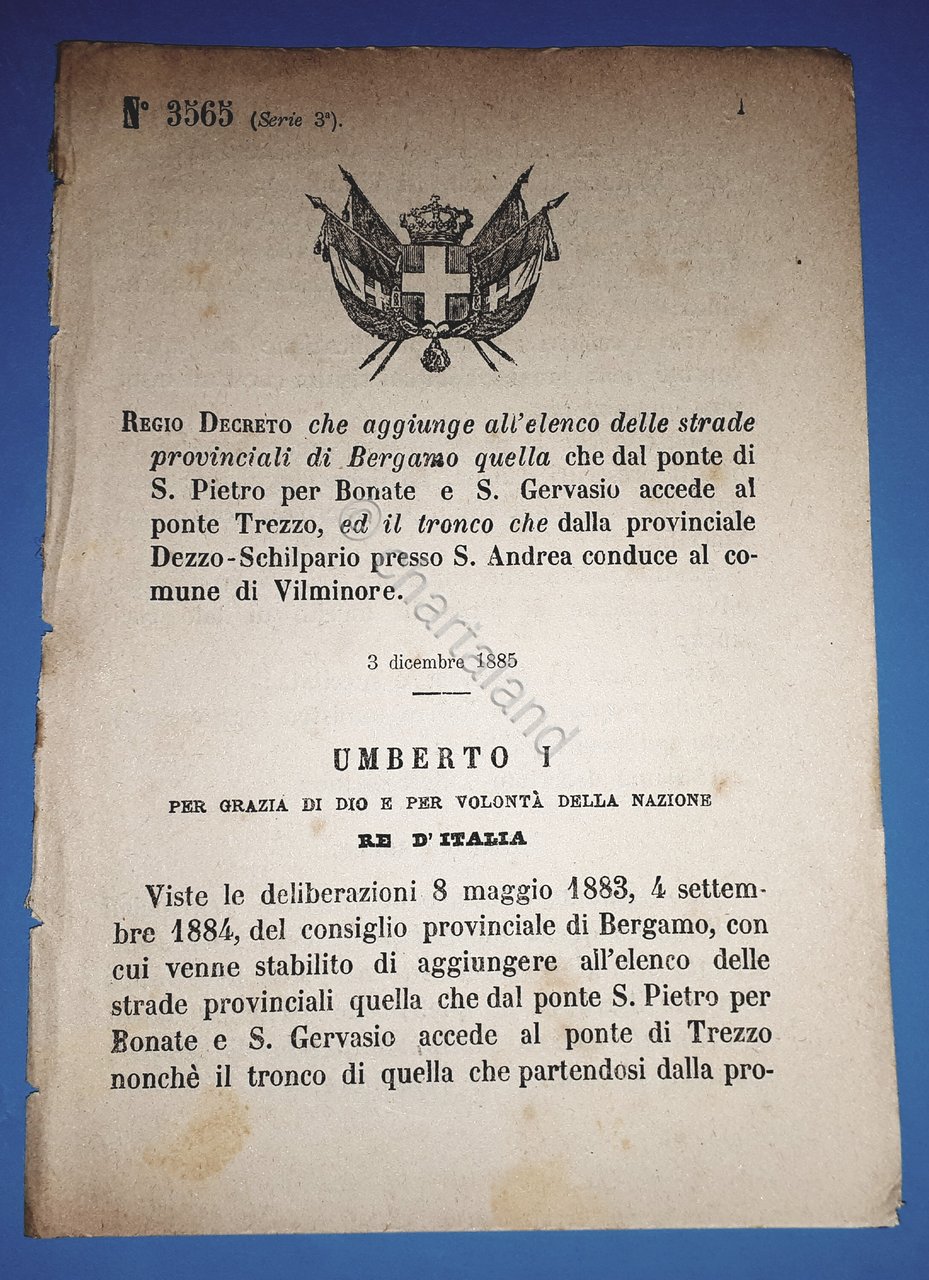 N° 3565 (Serie 3ª). 1
REGIO DECRETO che aggiunge all'elenco delle strade
provinciali di Bergamo quella che dal ponte di
S. Pietro per Bonate e S. Gervasio accede al
ponte Trezzo, ed il tronco che dalla provinciale
Dezzo-Schilpario presso S. Andrea conduce al co-
mune di Vilminore.
3 dicembre 1885
UMBERTO I
PER GRAZIA DI DIO E PER VOLONTÀ DELLA NAZIONE
RE D'ITALIA
Viste le deliberazioni 8 maggio 1883, 4 settem-
bre 1884, del consiglio provinciale di Bergamo, con
cui venne stabilito di aggiungere all'elenco delle
strade provinciali quella che dal ponte S. Pietro per
Bonate e S. Gervasio accede al ponte di Trezzo
nonchè il tronco di quella che partendosi dalla pro-
© chartaland